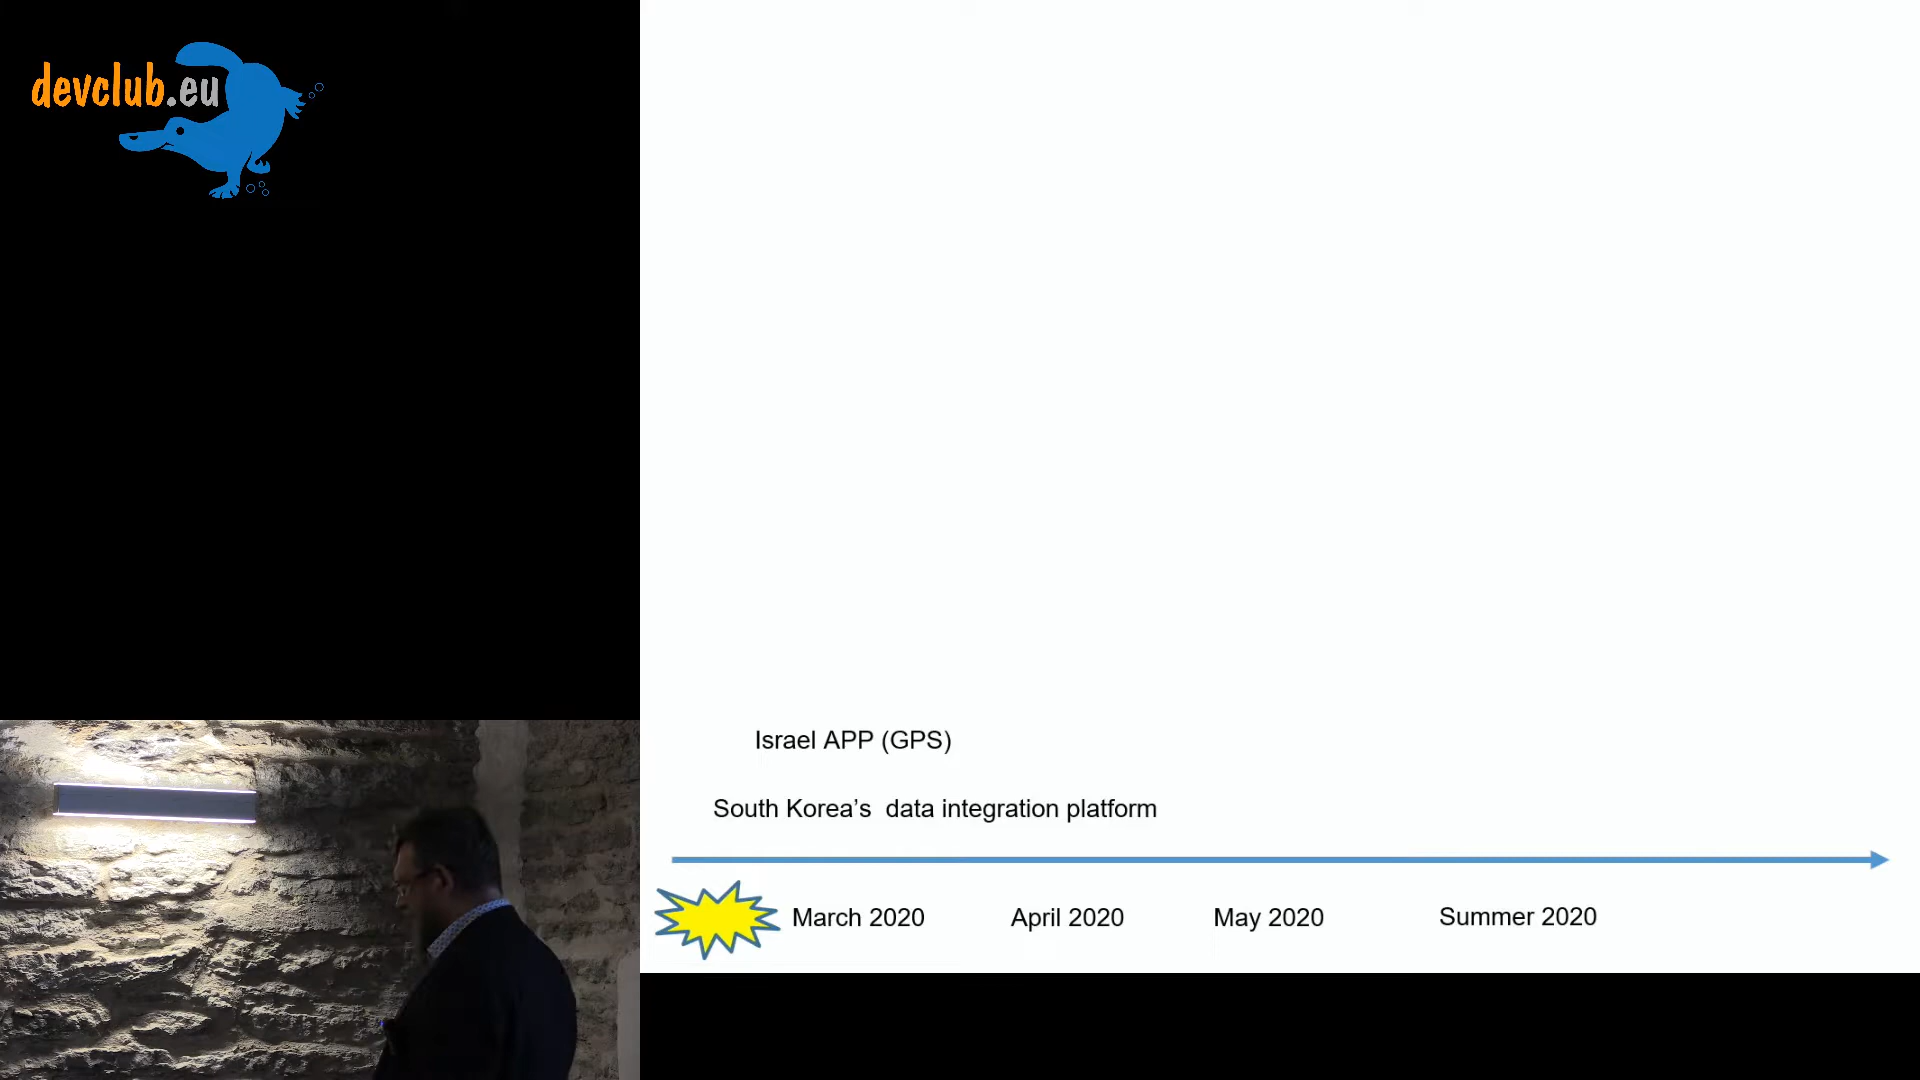 devclub.eu
Israel APP (GPS)
South Korea’s  data integration platform
March 2020
April 2020
May 2020
Summer 2020